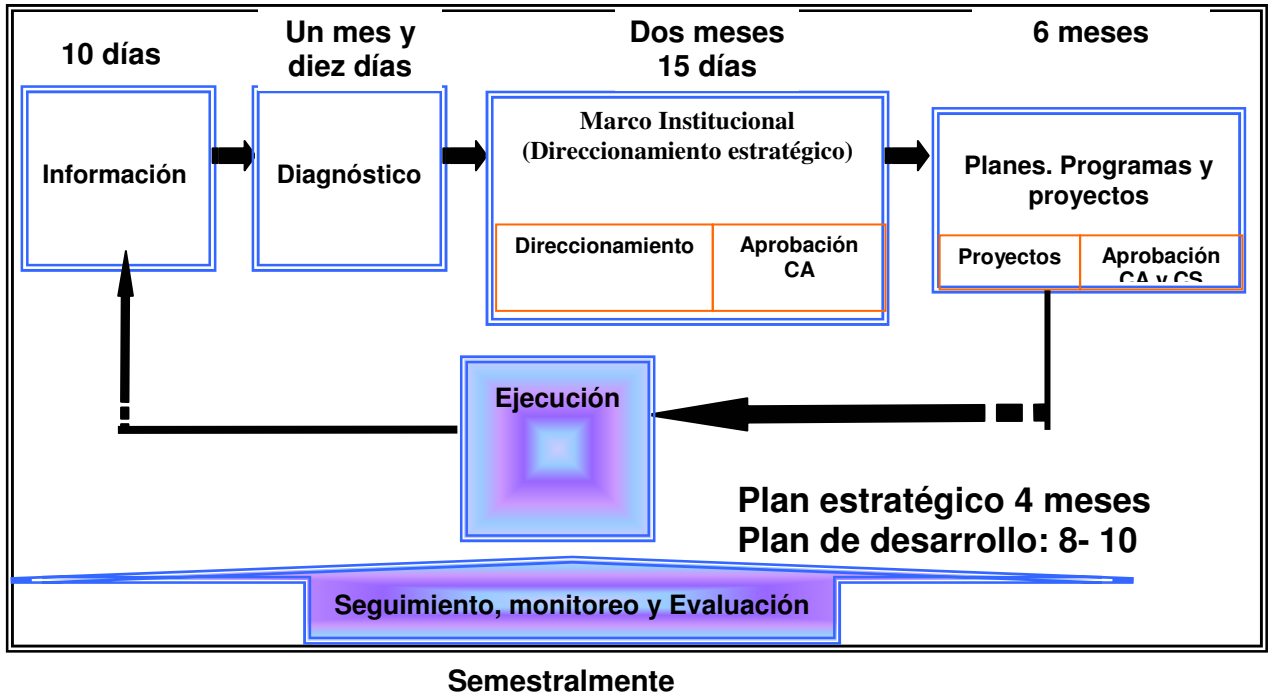 10 días
Un mes y
diez días
Dos meses
15 días
6 meses
Información
Diagnóstico
Marco Institucional
(Direccionamiento estratégico)
Direccionamiento
Aprobación
CA
Planes. Programas y
proyectos
Proyectos
Aprobación
CA y CS
Ejecución
Plan estratégico 4 meses
Plan de desarrollo: 8- 10
Seguimiento, monitoreo y Evaluación
Semestralmente